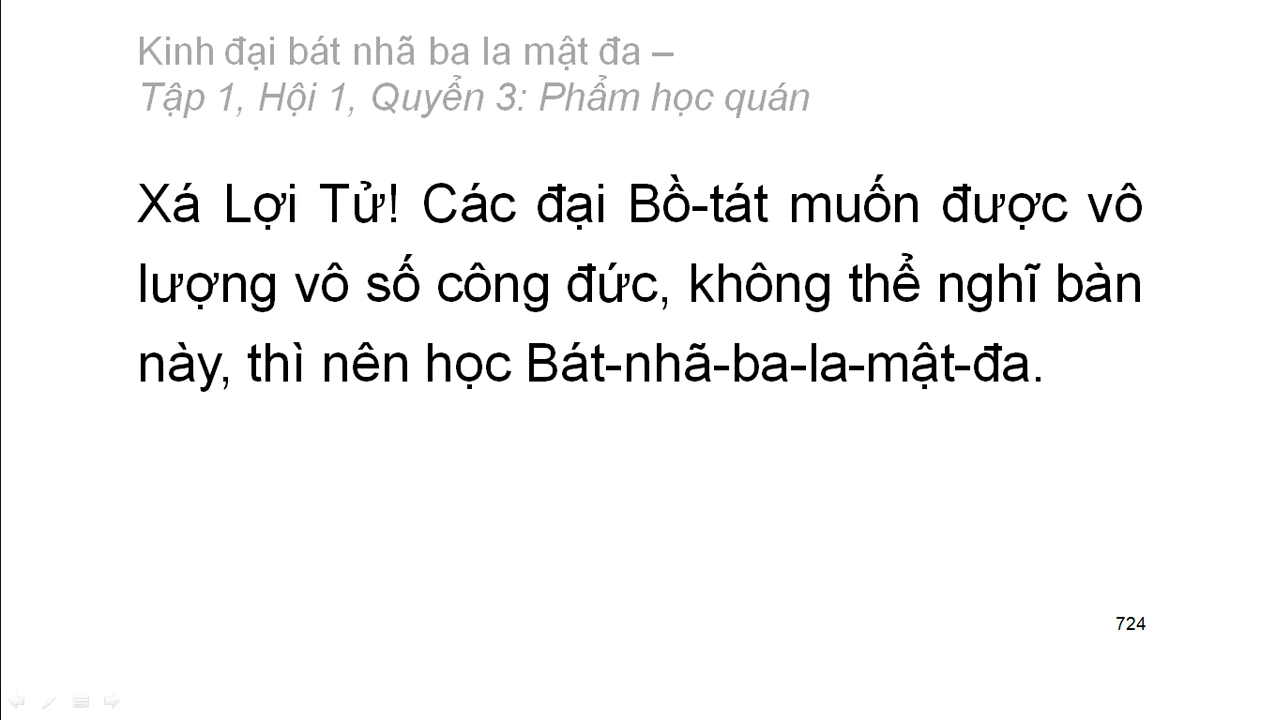 Kinh đại bát nhã ba la mật đa –
Tập 1, Hội 1, Quyển 3: Phẩm học quán
Xá Lợi Tử! Các đại Bồ-tát muốn được vô
lượng vô số công đức, không thể nghĩ bàn
này, thì nên học Bát-nhã-ba-la-mật-đa.
724